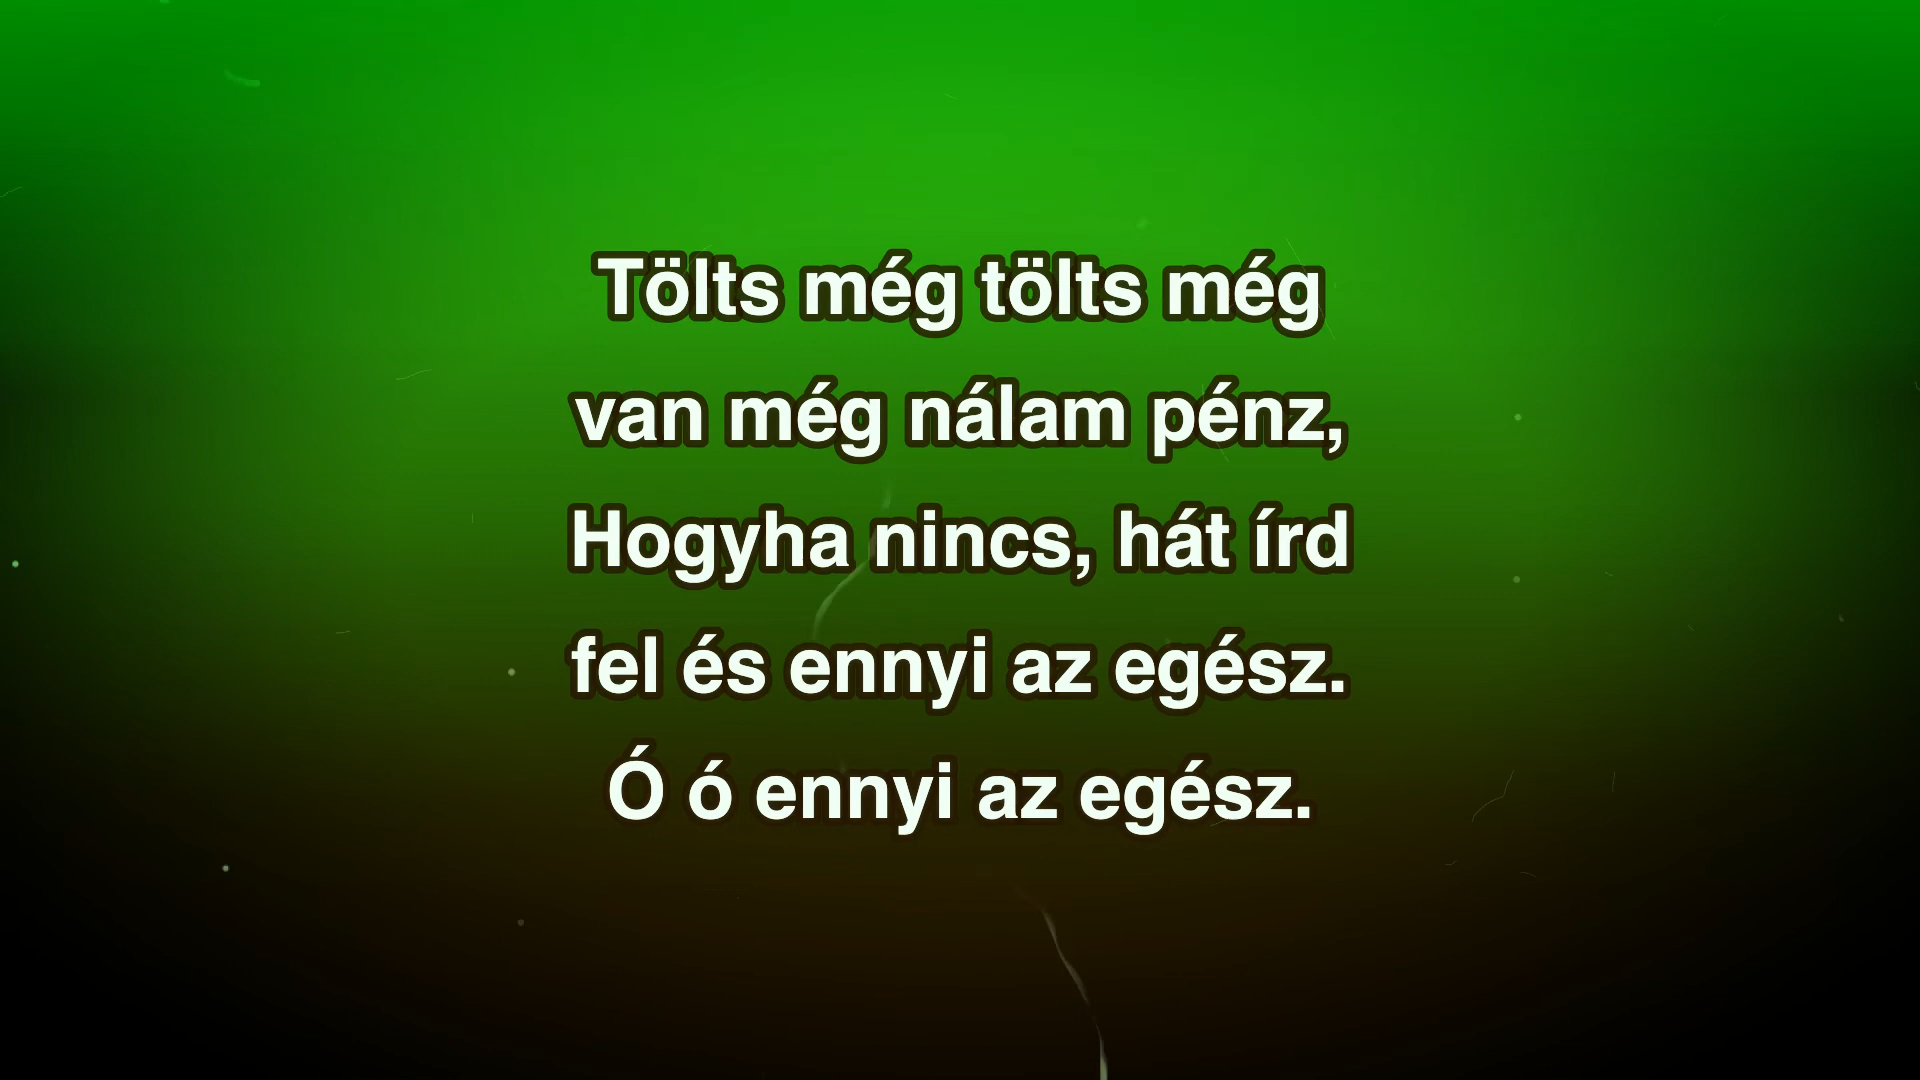 Tölts még tölts még
van még nálam pénz,
Hogyha nincs, hát írd
fel és ennyi az egész.
Ó ó ennyi az egész.